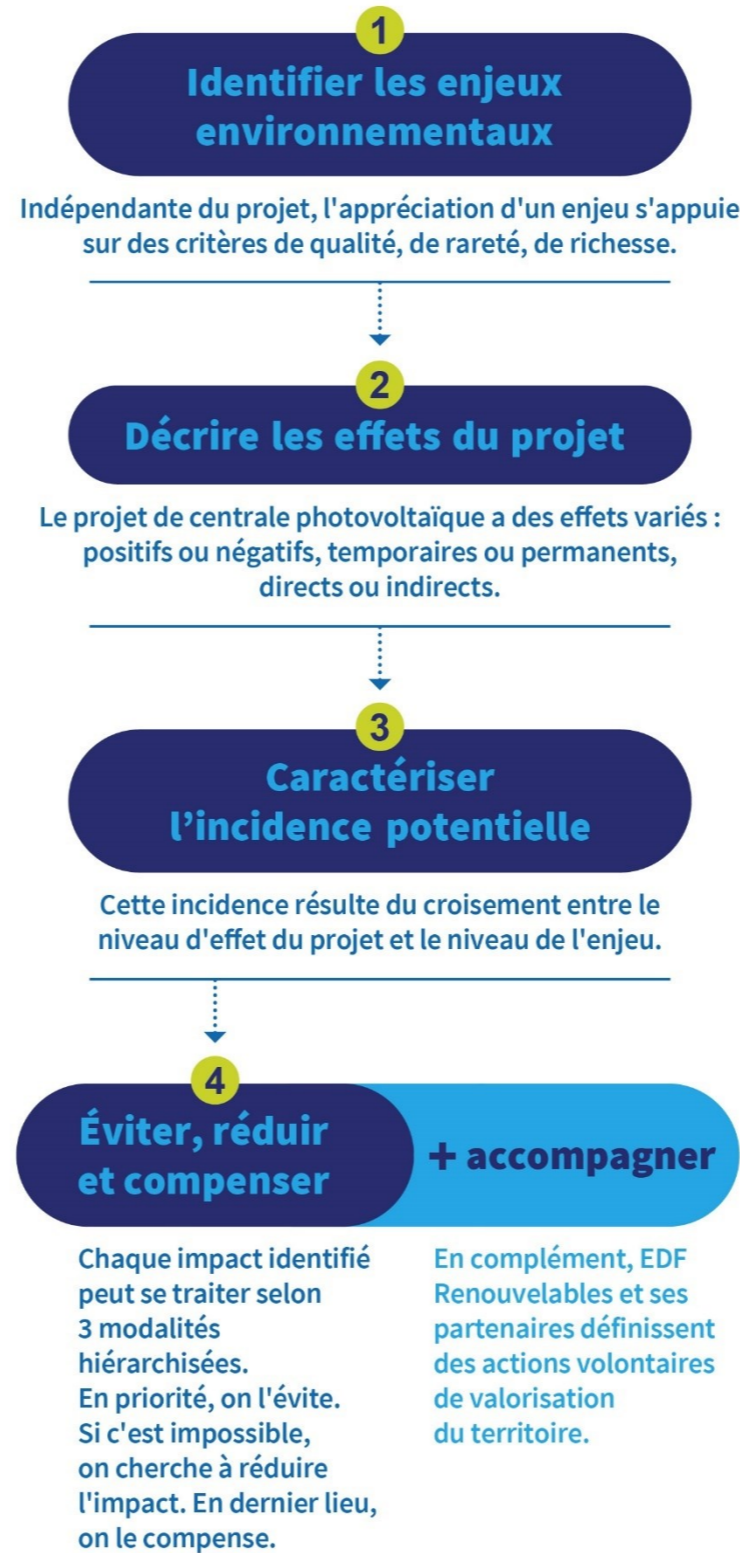 1
Identifier les enjeux
environnementaux
Indépendante du projet, l'appréciation d'un enjeu s'appuie
sur des critères de qualité, de rareté, de richesse.
2
Décrire les effets du projet
Le projet de centrale photovoltaïque a des effets variés :
positifs ou négatifs, temporaires ou permanents,
directs ou indirects.
3
Caractériser
l’incidence potentielle
Cette incidence résulte du croisement entre le
niveau d'effet du projet et le niveau de l'enjeu.
4
Éviter, réduir
et compenser
+ accompagner
Chaque impact identifié
peut se traiter selon
3 modalités
hiérarchisées.
En priorité, on l'évite.
Si c'est impossible,
on cherche à réduire
l'impact. En dernier lieu,
on le compense.
En complément, EDF
Renouvelables et ses
partenaires définissent
des actions volontaires
de valorisation
du territoire.